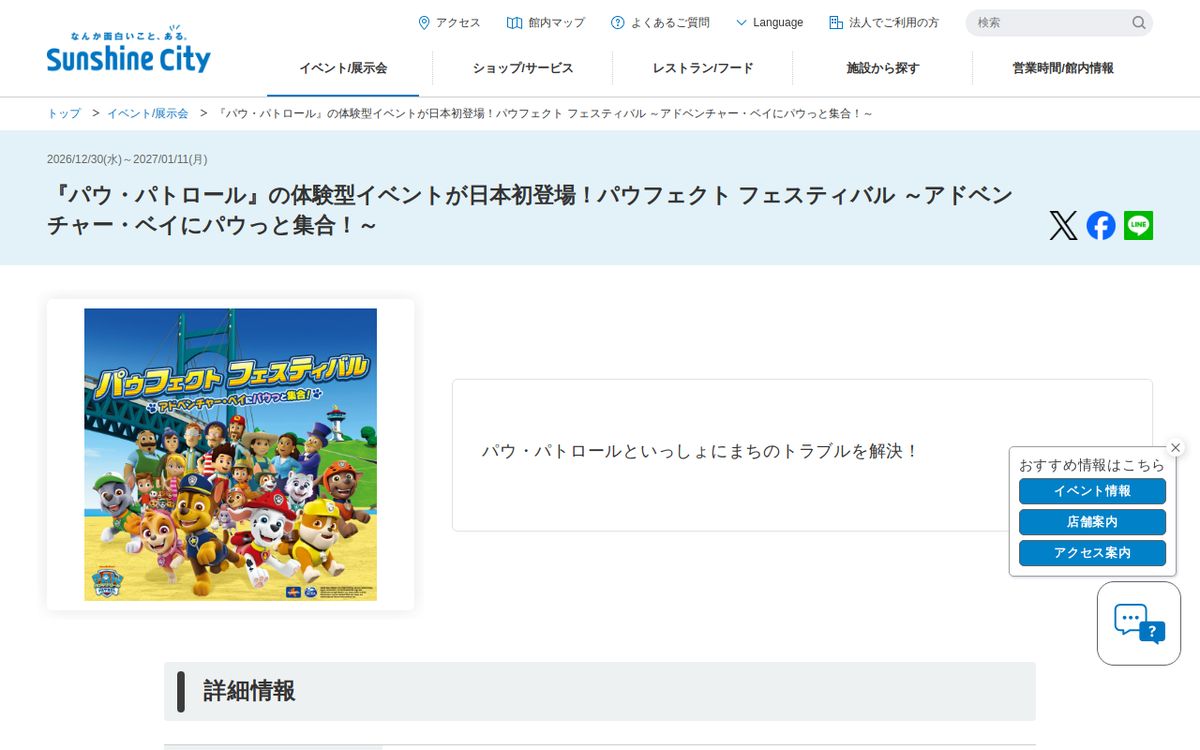 なんか面白いこと、ある。
Sunshine City
アクセス
館内マップ
よくあるご質問
Language
法人でご利用の方
検索
イベント/展示会
ショップ/サービス
レストラン/フード
施設から探す
営業時間/館内情報
トップ > イベント/展示会 > 『パウ・パトロール』の体験型イベントが日本初登場！パウフェクト フェスティバル ～アドベンチャー・ベイにパウっと集合！～
2026/12/30(水)～2027/01/11(月)
『パウ・パトロール』の体験型イベントが日本初登場！パウフェクト フェスティバル ～アドベン
チャー・ベイにパウっと集合！～
LINE
パウフェクト フェスティバル
アドベンチャー・ベイにパウっと集合!
PAW PATROL
パウ・パトロールといっしょにまちのトラブルを解決！
おすすめ情報はこちら
イベント情報
店舗案内
アクセス案内
詳細情報